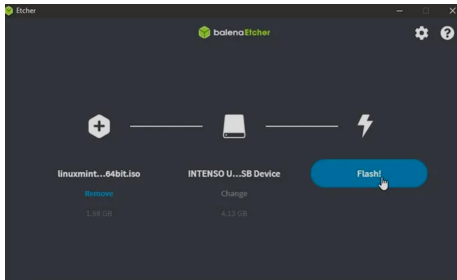 Etcher
balenaEtcher
linuxmint...64bit.iso
INTENSO U...SB Device
Flash!
Remove
Change
1,98 GB
4,13 GB